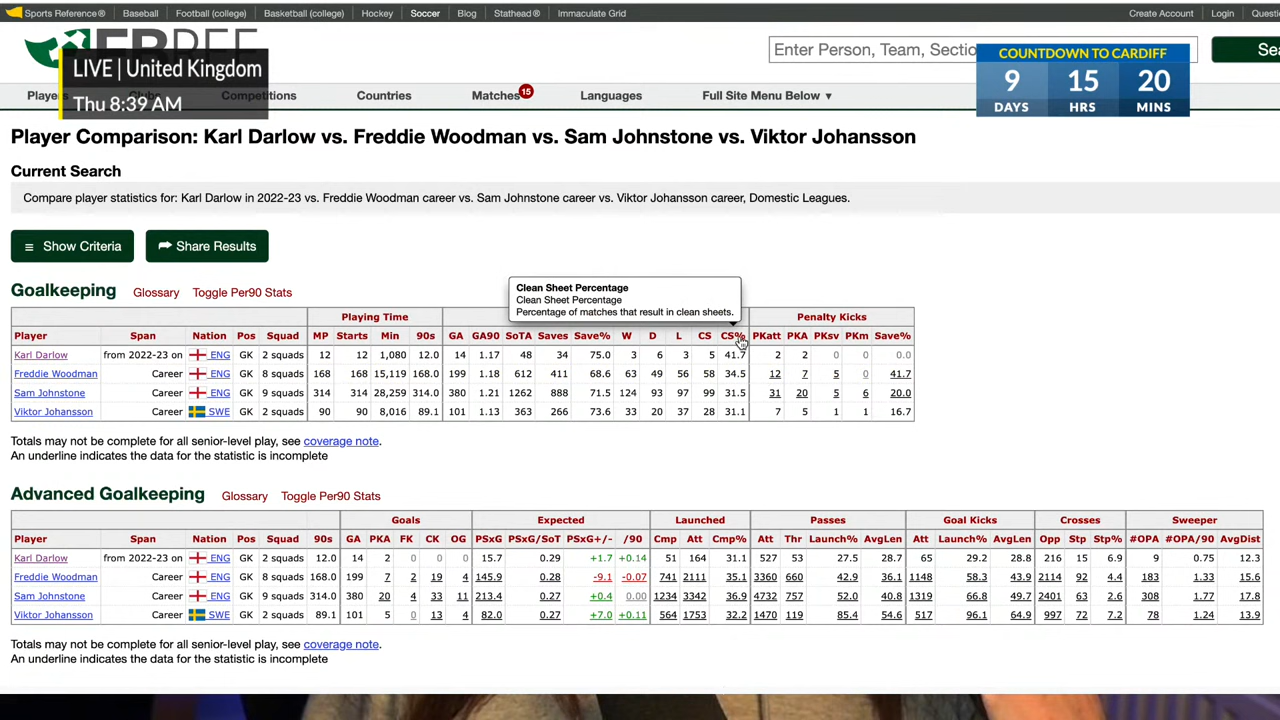 Sports Reference® Baseball Football (college) Basketball (college) Hockey Soccer Blog Stathead® Immaculate Grid Create Account Login
Enter Person, Team, Sectio
LIVE | United Kingdom
Thu 8:39 AM
COUNTDOWN TO CARDIFF
9 15 20
DAYS HRS MINS
Competitions Countries Matches 15 Languages Full Site Menu Below ▼
Player Comparison: Karl Darlow vs. Freddie Woodman vs. Sam Johnstone vs. Viktor Johansson
Current Search
Compare player statistics for: Karl Darlow in 2022-23 vs. Freddie Woodman career vs. Sam Johnstone career vs. Viktor Johansson career, Domestic Leagues.
Show Criteria Share Results
Clean Sheet Percentage
Clean Sheet Percentage
Percentage of matches that result in clean sheets.
Goalkeeping Glossary Toggle Per90 Stats
Playing Time Penalty Kicks
Player Span Nation Pos Squad MP Starts Min 90s GA GA90 SoTA Saves Save% W D L CS CS% PKatt PKA PKsv PKm Save%
Karl Darlow from 2022-23 on ENG GK 2 squads 12 12 1,080 12.0 14 1.17 48 34 75.0 3 6 3 5 41.7 2 2 0 0 0.0
Freddie Woodman Career ENG GK 8 squads 168 168 15,119 168.0 199 1.18 612 411 68.6 63 49 56 58 34.5 12 7 5 0 41.7
Sam Johnstone Career ENG GK 9 squads 314 314 28,259 314.0 380 1.21 1262 888 71.5 124 93 97 99 31.5 31 20 5 6 20.0
Viktor Johansson Career SWE GK 2 squads 90 90 8,016 89.1 101 1.13 363 266 73.6 33 20 37 28 31.1 7 5 1 1 16.7
Totals may not be complete for all senior-level play, see coverage note.
An underline indicates the data for the statistic is incomplete
Advanced Goalkeeping Glossary Toggle Per90 Stats
Goals Expected Launched Passes Goal Kicks Crosses Sweeper
Player Span Nation Pos Squad 90s GA PKA FK CK OG PSxG PSxG/SoT PSxG+/- /90 Cmp Att Cmp% Att Thr Launch% AvgLen Att Launch% AvgLen Opp Stp Stp% #OPA #OPA/90 AvgDist
Karl Darlow from 2022-23 on ENG GK 2 squads 12.0 14 2 0 0 0 15.7 0.29 +1.7 +0.14 51 164 31.1 527 53 27.5 28.7 65 29.2 28.8 216 15 6.9 9 0.75 12.3
Freddie Woodman Career ENG GK 8 squads 168.0 199 7 2 19 4 145.9 0.28 -9.1 -0.07 741 2111 35.1 3360 660 42.9 36.1 1148 58.3 43.9 2114 92 4.4 183 1.33 15.6
Sam Johnstone Career ENG GK 9 squads 314.0 380 20 4 33 11 213.4 0.27 +0.4 0.00 1234 3342 36.9 4732 757 52.0 40.8 1319 66.8 49.7 2401 63 2.6 308 1.77 17.8
Viktor Johansson Career SWE GK 2 squads 89.1 101 5 0 13 4 82.0 0.27 +7.0 +0.11 564 1753 32.2 1470 119 85.4 54.6 517 96.1 64.9 997 72 7.2 78 1.24 13.9
Totals may not be complete for all senior-level play, see coverage note.
An underline indicates the data for the statistic is incomplete